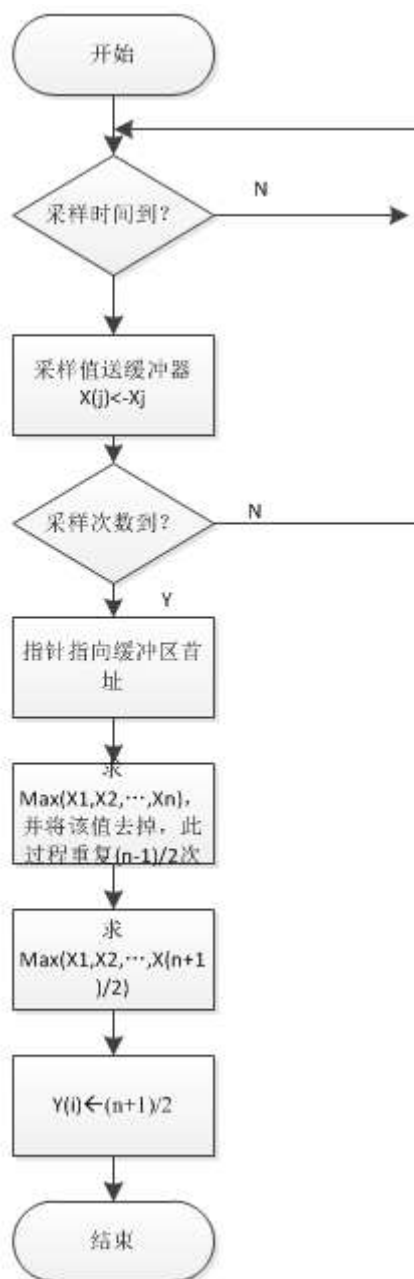 开始
采样时间到?
N
采样值送缓冲器
X(j)<-Xj
采样次数到?
N
Y
指针指向缓冲区首
址
求
Max(X1,X2,…,Xn),
并将该值去掉，此
过程重复(n-1)/2次
求
Max(X1,X2,…,X(n+1
)/2)
Y(i)←(n+1)/2
结束